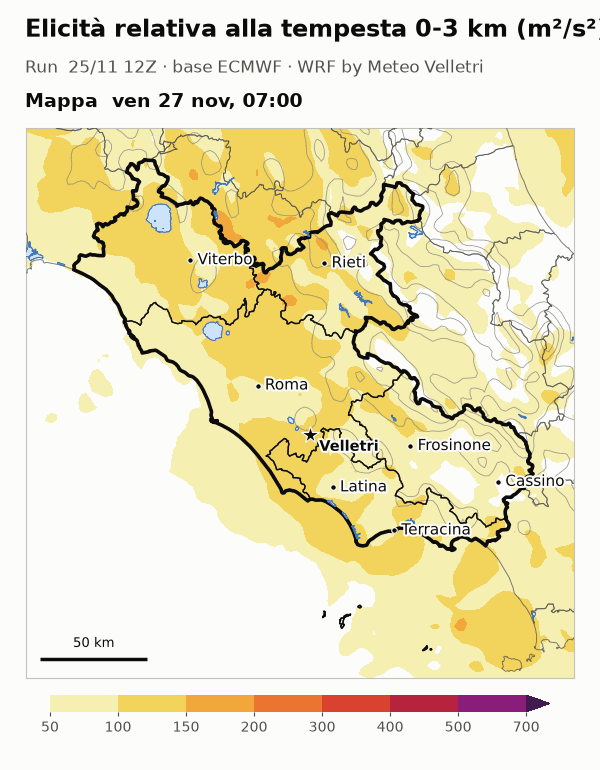 Elicità relativa alla tempesta 0-3 km (m²/s²)
Run  25/11 12Z · base ECMWF · WRF by Meteo Velletri
Mappa  ven 27 nov, 07:00
Viterbo
Rieti
Roma
Velletri
Frosinone
Cassino
Latina
Terracina
50 km
50 100 150 200 300 400 500 700